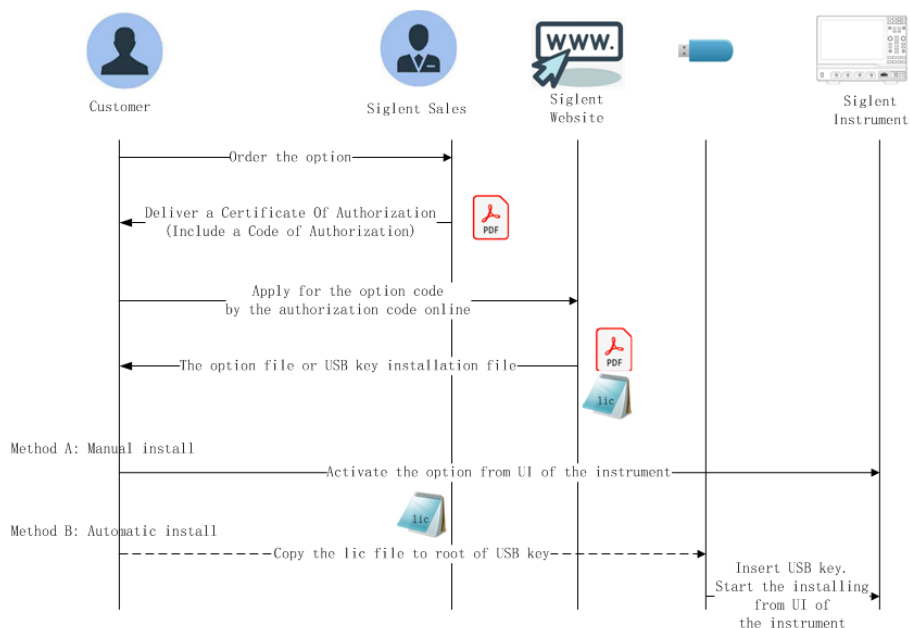 WWW.
Customer
Siglent Sales
Siglent
Website
Siglent
Instrument
Order the option
Deliver a Certificate Of Authorization
(Include a Code of Authorization)
PDF
Apply for the option code
by the authorization code online
The option file or USB key installation file
PDF
lic
Method A: Manual install
Activate the option from UI of the instrument
lic
Method B: Automatic install
Copy the lic file to root of USB key
Insert USB key.
Start the installing
from UI of
the instrument